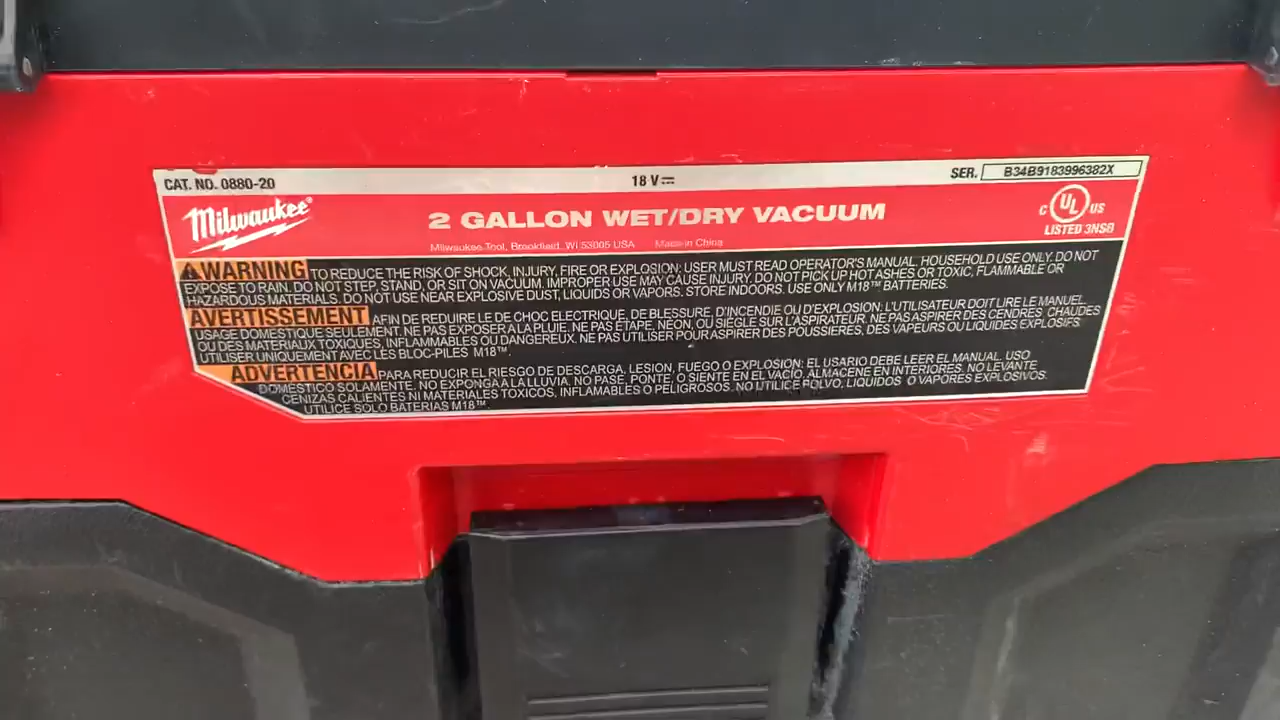 CAT. NO. 0880-20
18 V
SER. B34B9183996382X
Milwaukee®
2 GALLON WET/DRY VACUUM
C UL US
LISTED 3NSB
Milwaukee Tool, Brookfield, WI 53005 USA Made in China
WARNING TO REDUCE THE RISK OF SHOCK, INJURY, FIRE OR EXPLOSION: USER MUST READ OPERATOR'S MANUAL. HOUSEHOLD USE ONLY. DO NOT
EXPOSE TO RAIN. DO NOT STEP, STAND, OR SIT ON VACUUM. IMPROPER USE MAY CAUSE INJURY. DO NOT PICK UP HOT ASHES OR TOXIC, FLAMMABLE OR
HAZARDOUS MATERIALS. DO NOT USE NEAR EXPLOSIVE DUST, LIQUIDS OR VAPORS. STORE INDOORS. USE ONLY M18™ BATTERIES.
AVERTISSEMENT AFIN DE REDUIRE LE DE CHOC ELECTRIQUE, DE BLESSURE, D'INCENDIE OU D'EXPLOSION: L'UTILISATEUR DOIT LIRE LE MANUEL.
USAGE DOMESTIQUE SEULEMENT. NE PAS EXPOSER A LA PLUIE. NE PAS ÉTAPE, NEON, OU SIEGLE SUR L'ASPIRATEUR. NE PAS ASPIRER DES CENDRES CHAUDES
OU DES MATERIAUX TOXIQUES, INFLAMMABLES OU DANGEREUX. NE PAS UTILISER POUR ASPIRER DES POUSSIERES, DES VAPEURS OU LIQUIDES EXPLOSIFS.
UTILISER UNIQUEMENT AVEC LES BLOC-PILES M18™.
ADVERTENCIA PARA REDUCIR EL RIESGO DE DESCARGA, LESION, FUEGO O EXPLOSION: EL USARIO DEBE LEER EL MANUAL. USO
DOMESTICO SOLAMENTE. NO EXPONGA A LA LLUVIA. NO PASE, PONTE, O SIENTE EN EL VACIO. ALMACENE EN INTERIORES. NO LEVANTE
CENIZAS CALIENTES NI MATERIALES TOXICOS, INFLAMABLES O PELIGROSOS. NO UTILICE POLVO, LIQUIDOS O VAPORES EXPLOSIVOS.
UTILICE SOLO BATERIAS M18™.